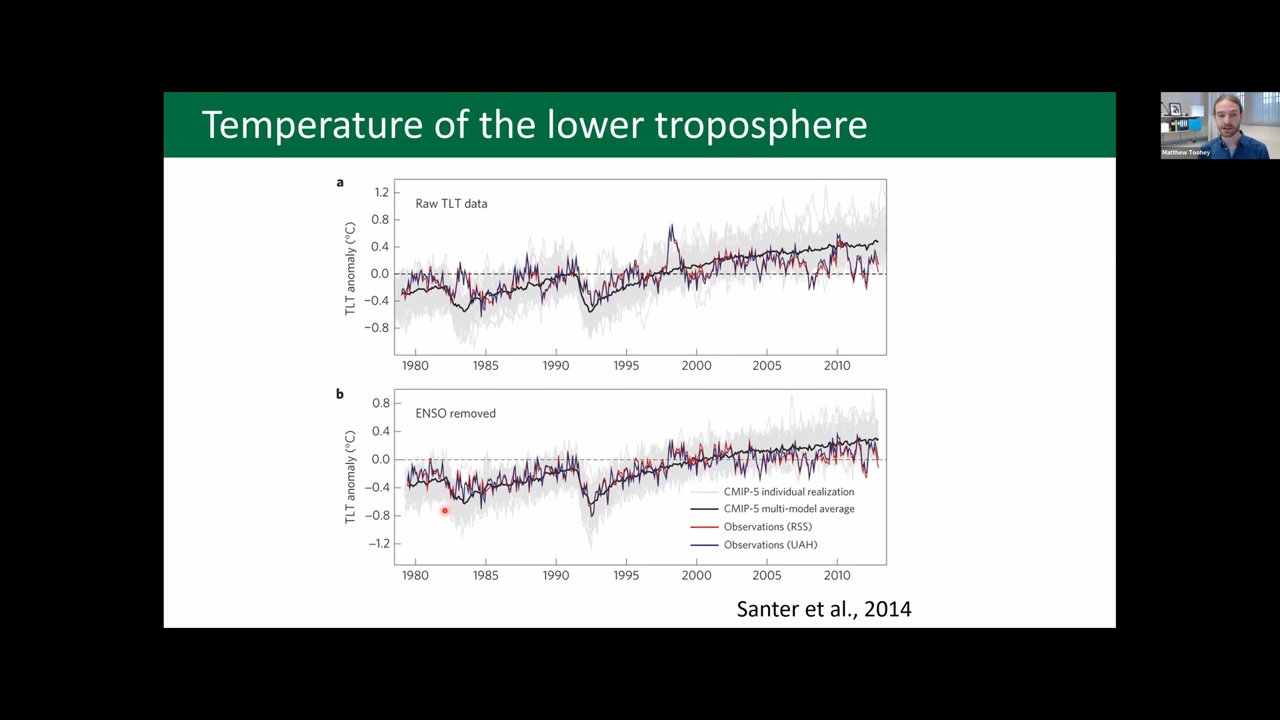 Temperature of the lower troposphere
Matthew Toohey
a
Raw TLT data
TLT anomaly (°C)
1.2
0.8
0.4
0.0
−0.4
−0.8
1980 1985 1990 1995 2000 2005 2010
b
ENSO removed
TLT anomaly (°C)
0.8
0.4
0.0
−0.4
−0.8
−1.2
CMIP-5 individual realization
CMIP-5 multi-model average
Observations (RSS)
Observations (UAH)
1980 1985 1990 1995 2000 2005 2010
Santer et al., 2014